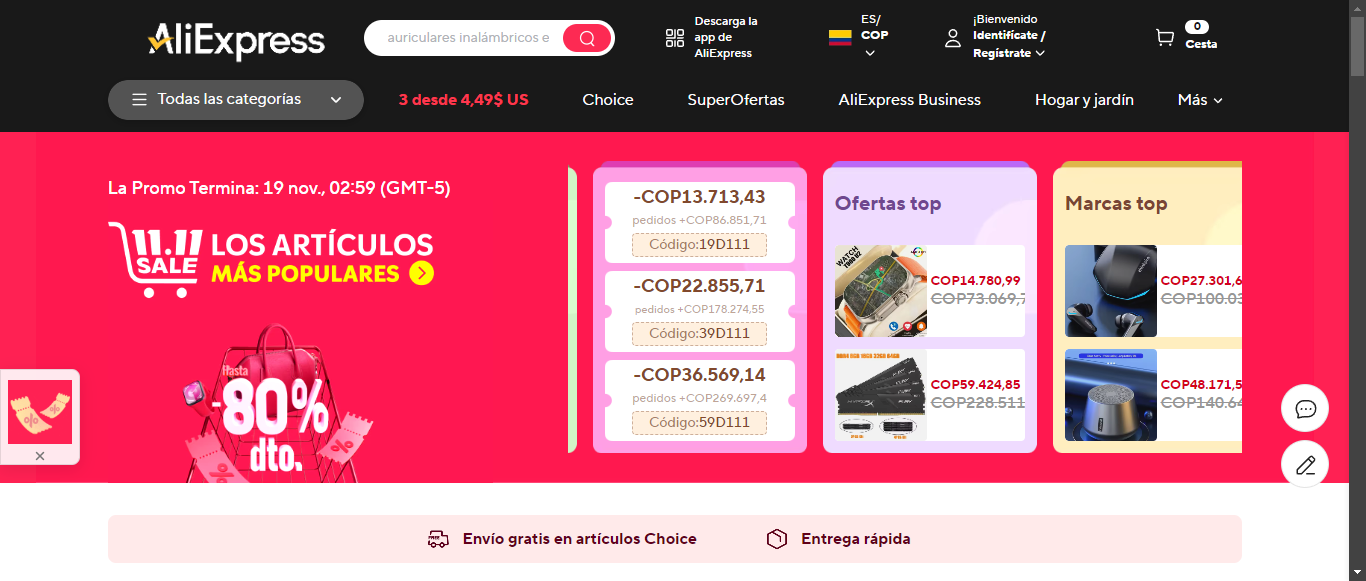 AliExpress
auriculares inalámbricos e
Descarga la
app de
AliExpress
ES/
COP
¡Bienvenido
Identifícate /
Regístrate
0
Cesta
Todas las categorías
3 desde 4,49$ US
Choice
SuperOfertas
AliExpress Business
Hogar y jardín
Más
La Promo Termina: 19 nov., 02:59 (GMT-5)
11.11
SALE
LOS ARTÍCULOS
MÁS POPULARES
Hasta
-80%
dto.
-COP13.713,43
pedidos +COP86.851,71
Código:19D111
-COP22.855,71
pedidos +COP178.274,55
Código:39D111
-COP36.569,14
pedidos +COP269.697,4
Código:59D111
Ofertas top
WATCH
COP14.780,99
COP73.069,7
COP59.424,85
COP228.511
Marcas top
COP27.301,6
COP100.03
COP48.171,5
COP140.64
Envío gratis en artículos Choice
Entrega rápida